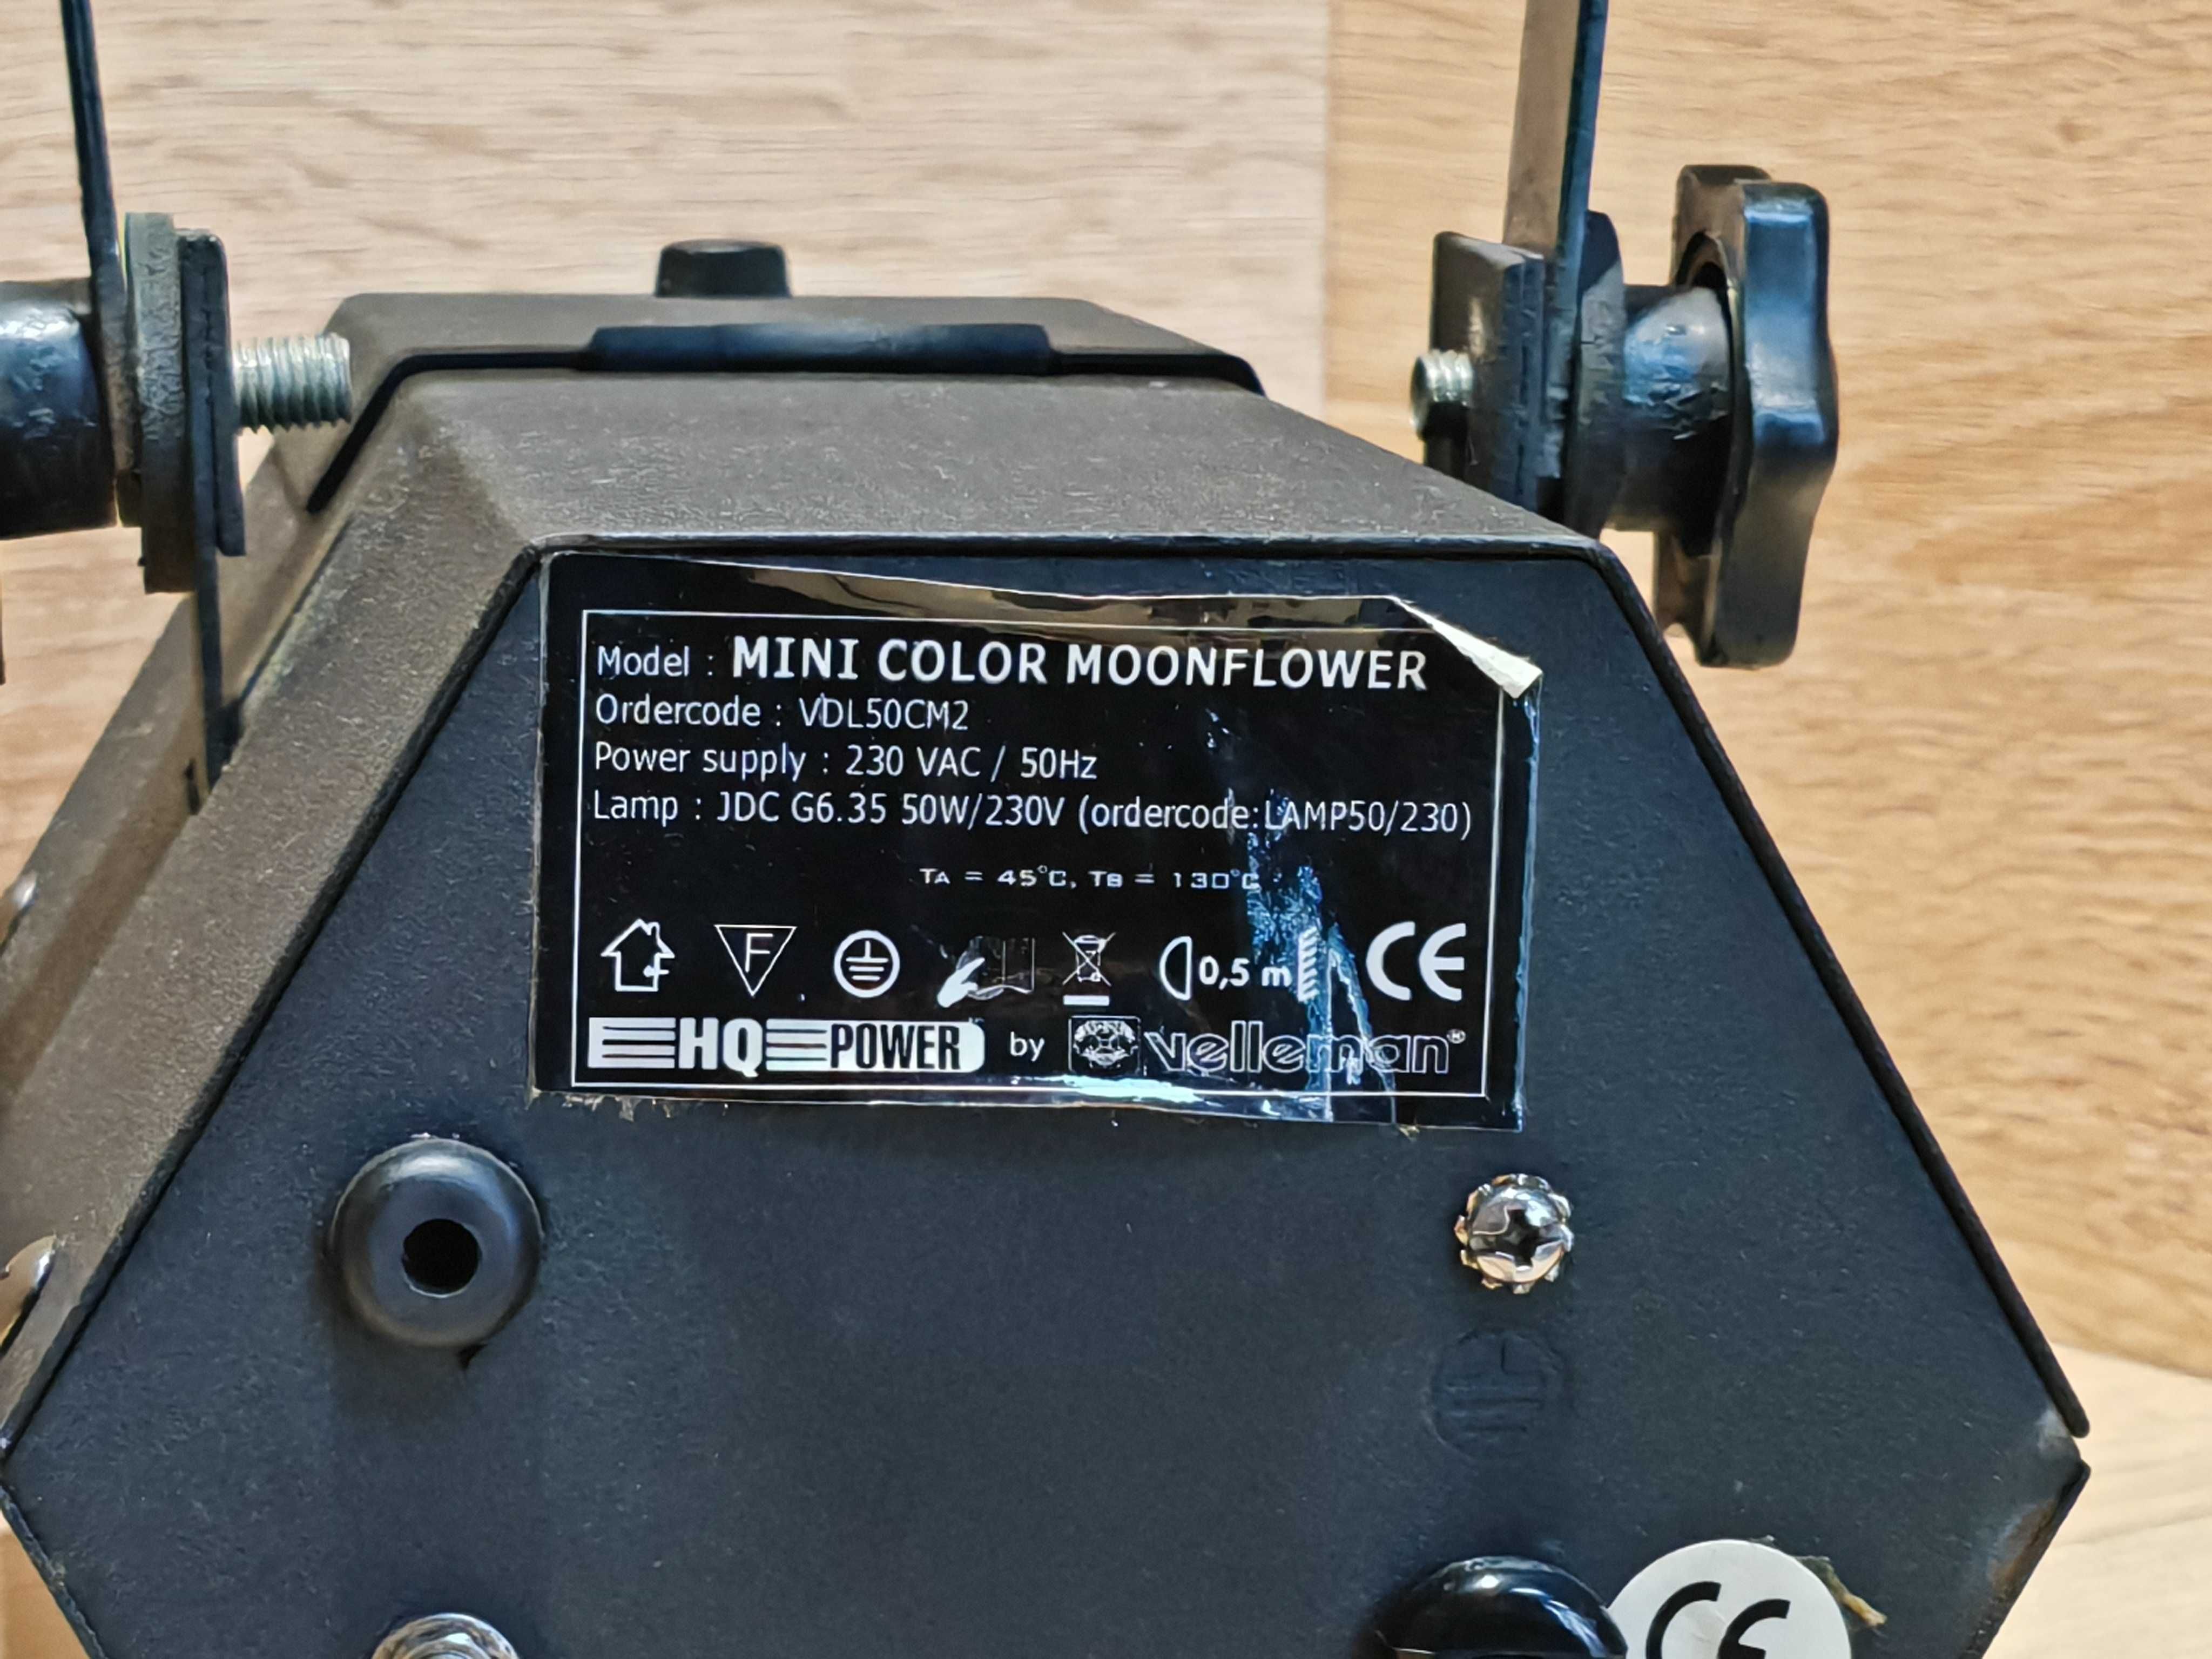 Model : MINI COLOR MOONFLOWER
Ordercode : VDL50CM2
Power supply : 230 VAC / 50Hz
Lamp : JDC G6.35 50W/230V (ordercode:LAMP50/230)
TA = 45°C, TB = 130°C
F 0,5 m CE
HQ POWER by velleman®
CE